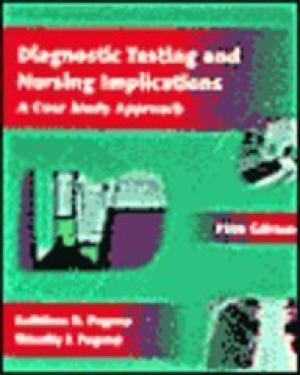 Diagnostic Testing and
Nursing Implications
A Case Study Approach
Fifth Edition
Kathleen D. Pagana
Timothy J. Pagana